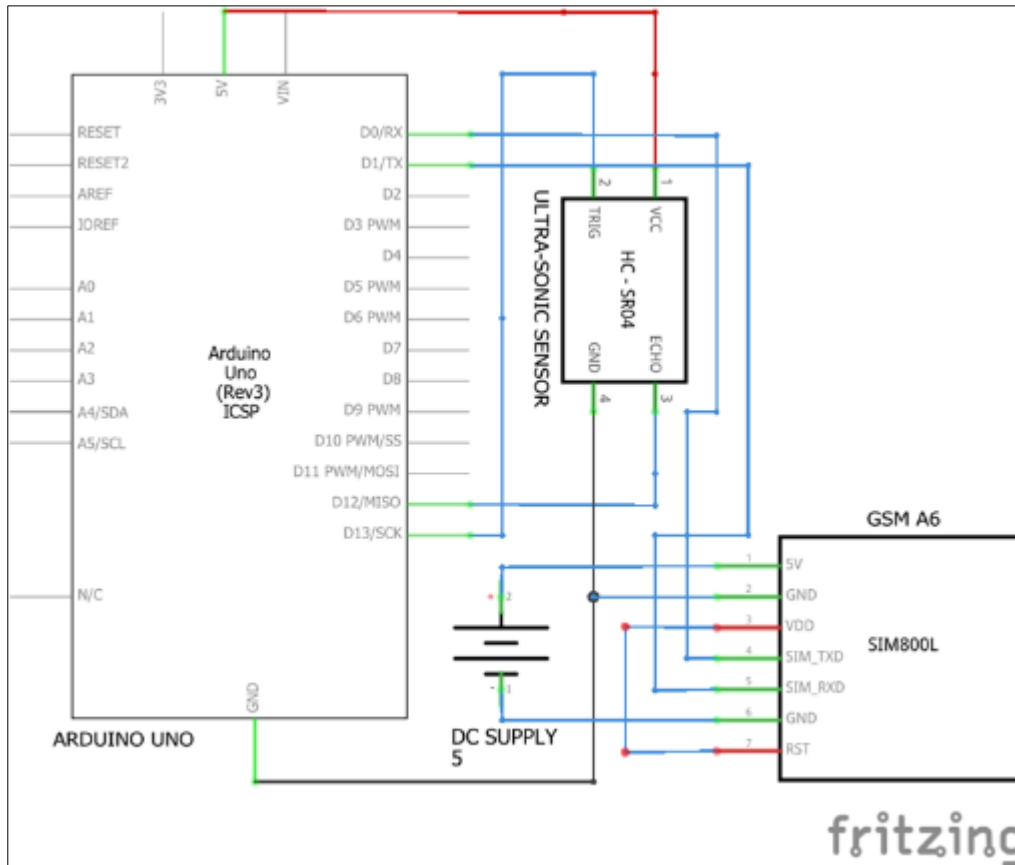 3V3
5V
VIN
RESET
RESET2
AREF
IOREF
A0
A1
A2
A3
A4/SDA
A5/SCL
N/C
D0/RX
D1/TX
D2
D3 PWM
D4
D5 PWM
D6 PWM
D7
D8
D9 PWM
D10 PWM/SS
D11 PWM/MOSI
D12/MISO
D13/SCK
Arduino
Uno
(Rev3)
ICSP
GND
ARDUINO UNO
ULTRA-SONIC SENSOR
2
1
TRIG
VCC
HC - SR04
GND
ECHO
4
3
+
2
-
1
DC SUPPLY
5
GSM A6
SIM800L
1 5V
2 GND
3 VDD
4 SIM_TXD
5 SIM_RXD
6 GND
7 RST
fritzing